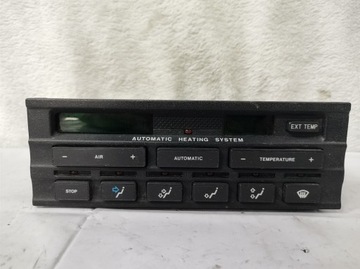 EXT TEMP
AUTOMATIC HEATING SYSTEM
− AIR + AUTOMATIC − TEMPERATURE +
STOP